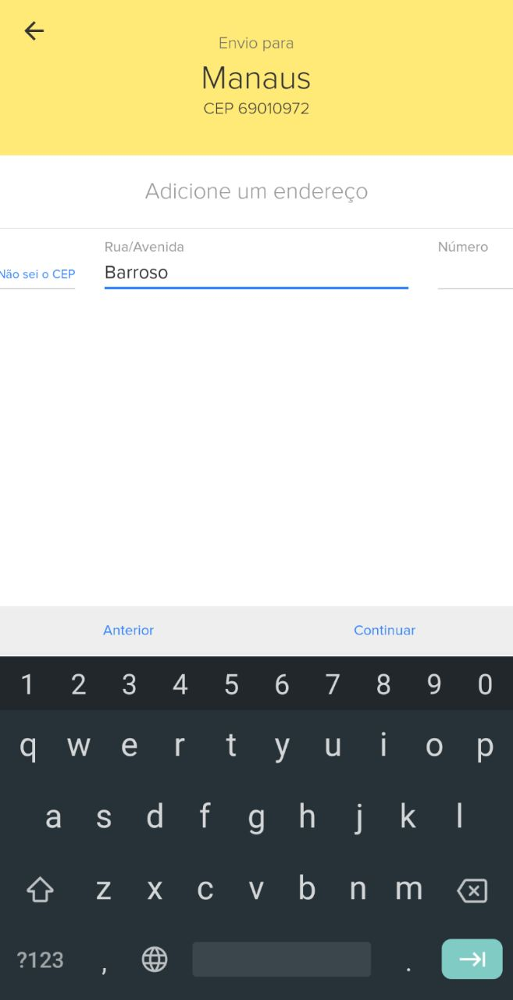 Envio para
Manaus
CEP 69010972
Adicione um endereço
Rua/Avenida
Número
Não sei o CEP
Barroso
Anterior
Continuar
1 2 3 4 5 6 7 8 9 0
q w e r t y u i o p
a s d f g h j k l
z x c v b n m
?123 , .